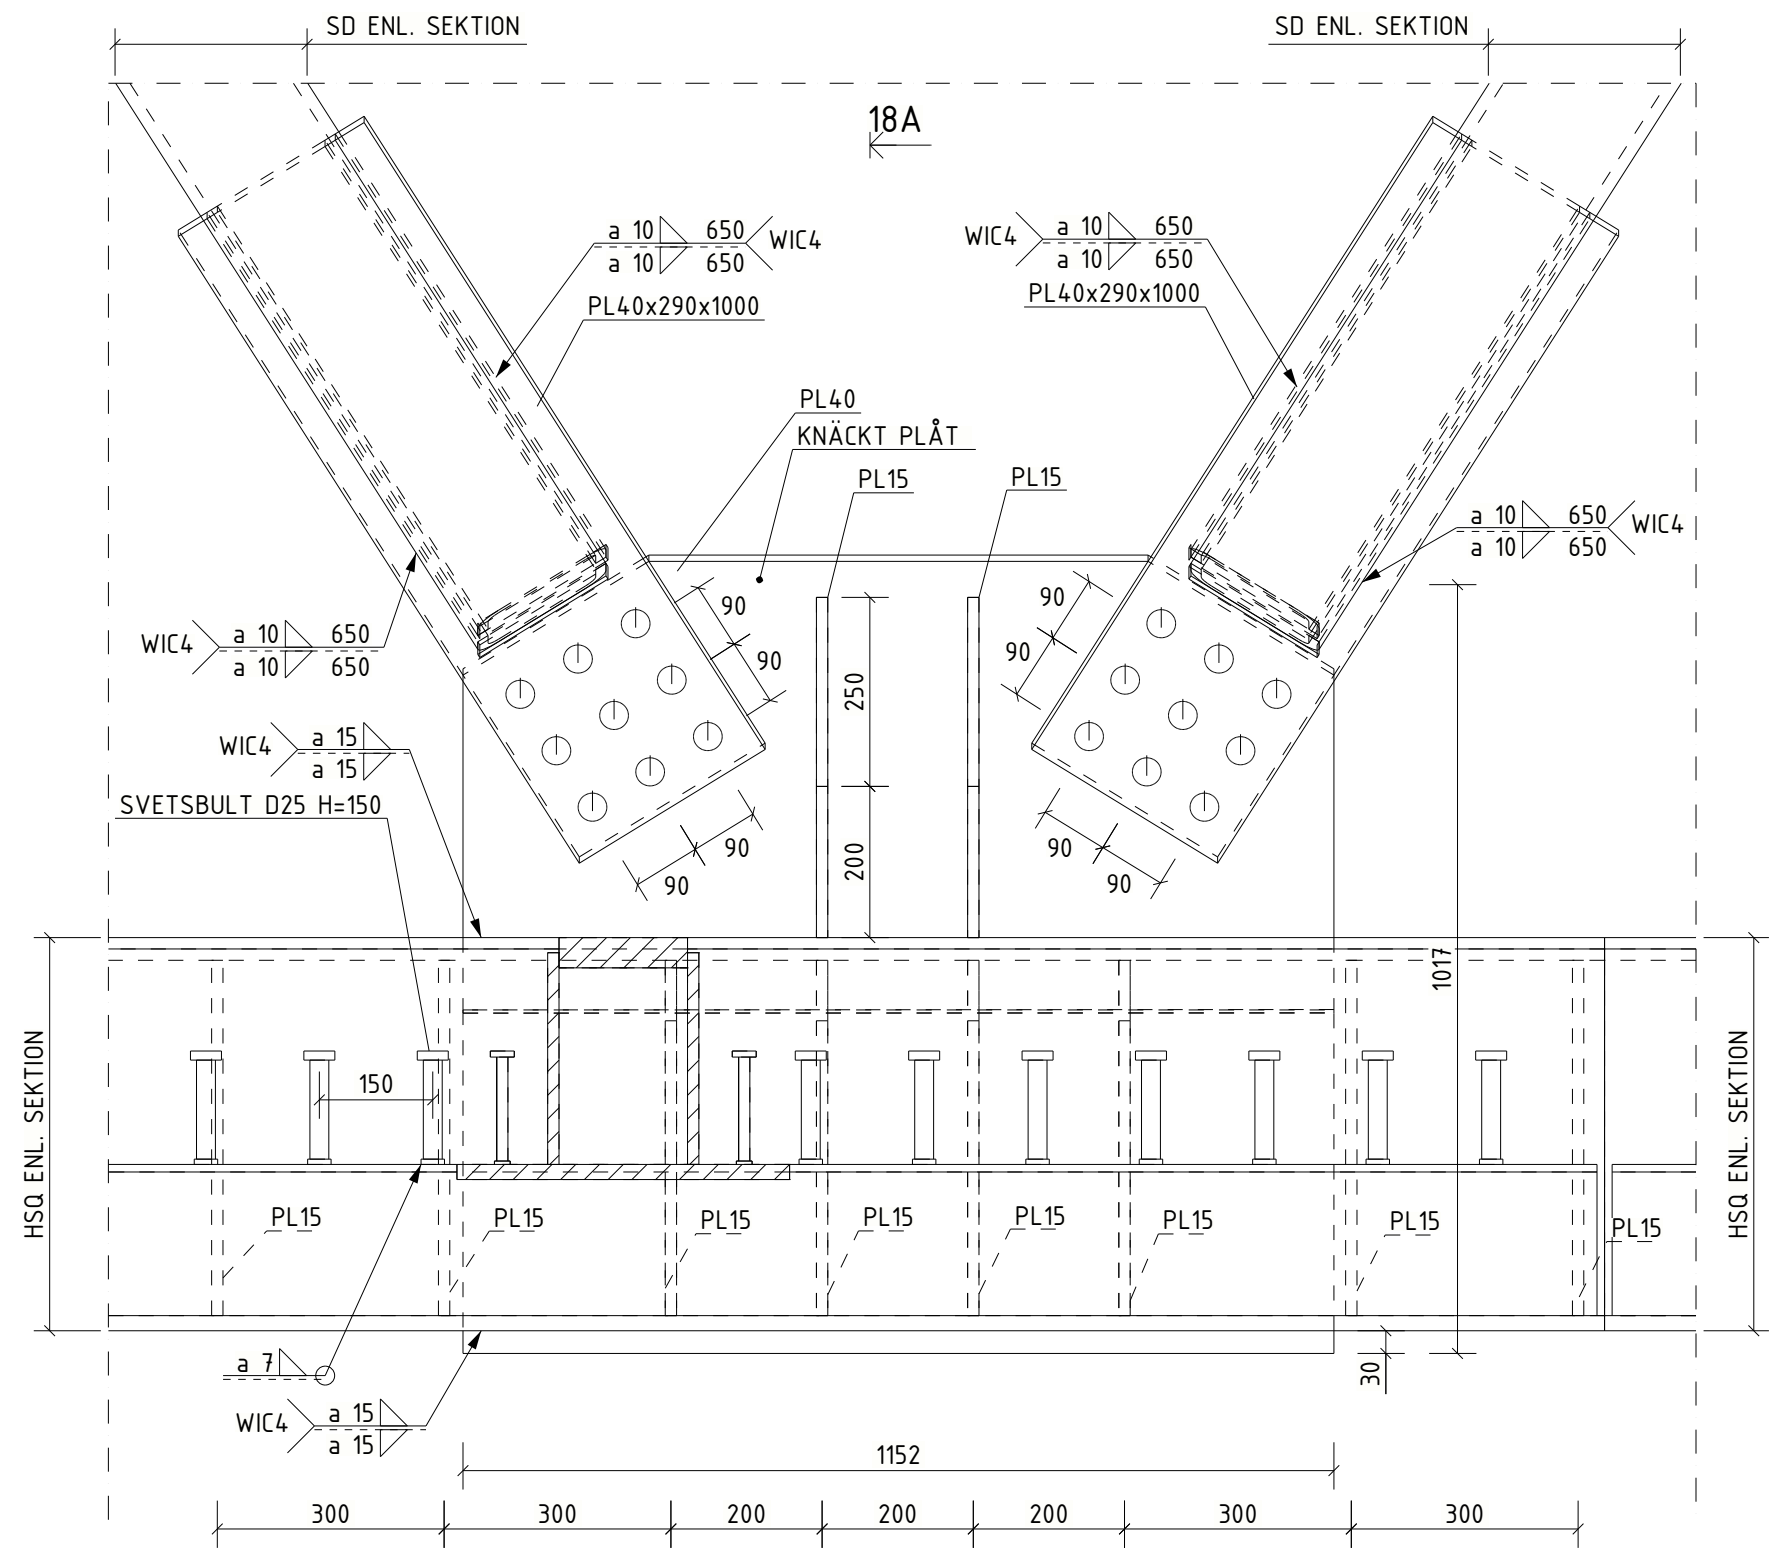 SD ENL. SEKTION
SD ENL. SEKTION
18A
a 10 650
a 10 650
WIC4
WIC4
a 10 650
a 10 650
PL40x290x1000
PL40x290x1000
PL40
KNÄCKT PLÅT
PL15
PL15
a 10 650
a 10 650
WIC4
WIC4
a 10 650
a 10 650
90
90
90
90
250
WIC4
a 15
a 15
SVETSBULT D25 H=150
200
90
90
90
90
1017
HSQ ENL. SEKTION
HSQ ENL. SEKTION
150
PL15
PL15
PL15
PL15
PL15
PL15
PL15
PL15
a 7
30
WIC4
a 15
a 15
1152
300
300
200
200
200
300
300